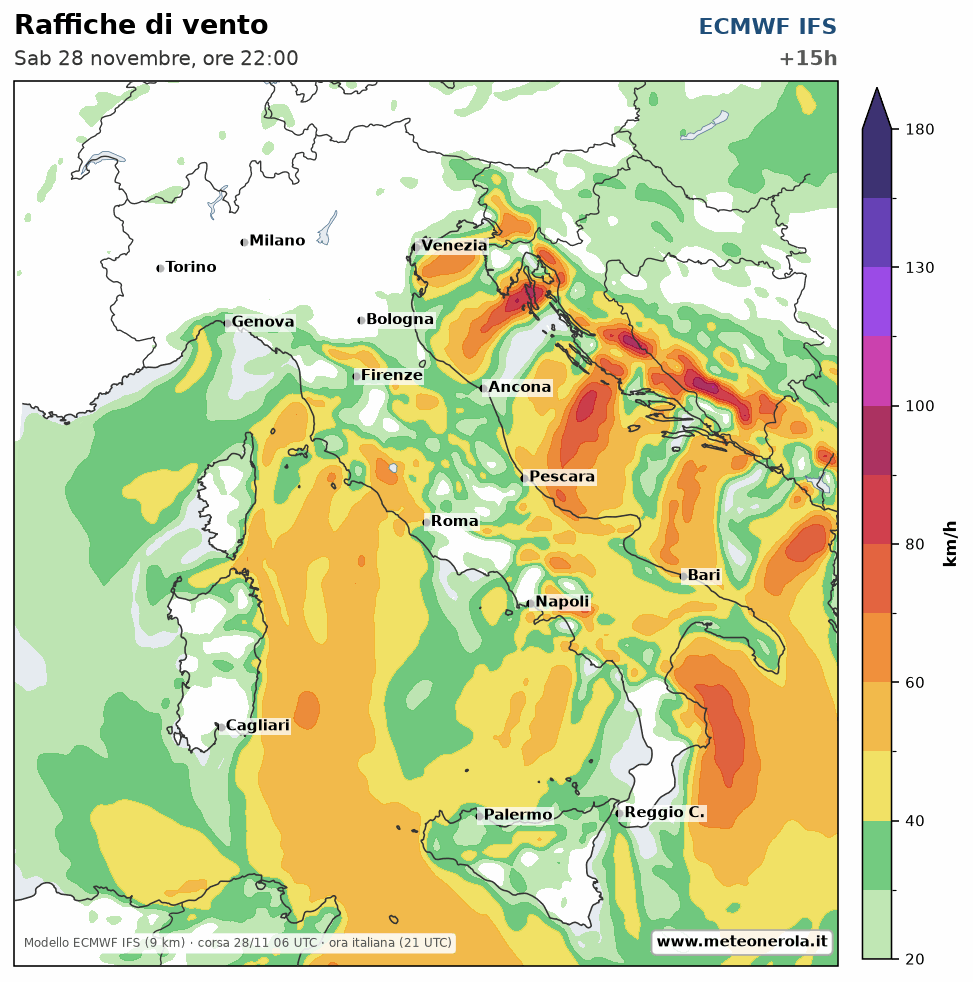 Raffiche di vento
ECMWF IFS
Sab 28 novembre, ore 22:00
+15h
180
Venezia
Milano
Torino
130
Genova
Bologna
Firenze
Ancona
100
Pescara
Roma
80
km/h
Bari
Napoli
60
Cagliari
Palermo
Reggio C.
40
Modello ECMWF IFS (9 km) · corsa 28/11 06 UTC · ora italiana (21 UTC)
www.meteonerola.it
20